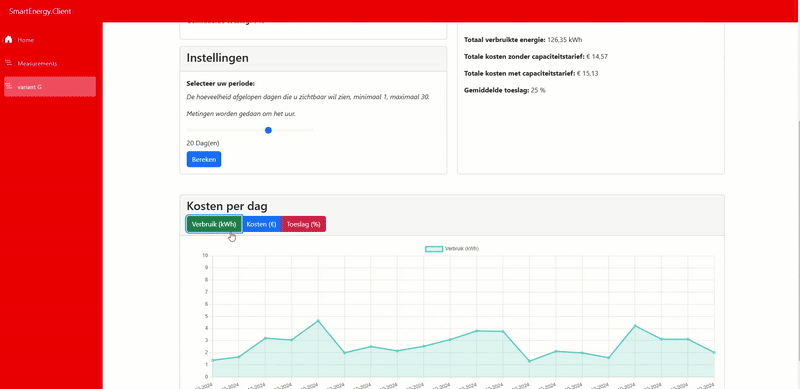 SmartEnergy.Client
Home
Measurements
variant G
Instellingen
Selecteer uw periode:
De hoeveelheid afgelopen dagen die u zichtbaar wil zien, minimaal 1, maximaal 30.
Metingen worden gedaan om het uur.
20 Dag(en)
Bereken
Totaal verbruikte energie: 126,35 kWh
Totale kosten zonder capaciteitstarief: € 14,57
Totale kosten met capaciteitstarief: € 15,13
Gemiddelde toeslag: 25 %
Kosten per dag
Verbruik (kWh) Kosten (€) Toeslag (%)
Verbruik (kWh)
10
9
8
7
6
5
4
3
2
1
0